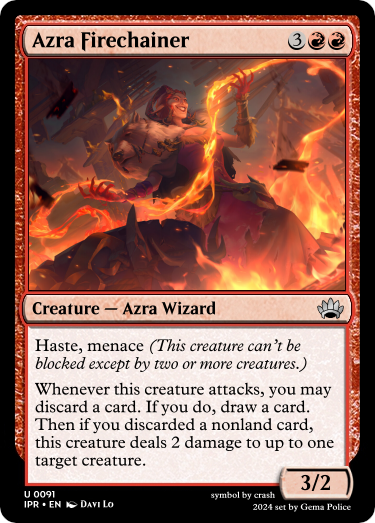 Azra Firechainer 3
Creature — Azra Wizard
Haste, menace (This creature can't be
blocked except by two or more creatures.)
Whenever this creature attacks, you may
discard a card. If you do, draw a card.
Then if you discarded a nonland card,
this creature deals 2 damage to up to one
target creature.
3/2
U 0091
IPR • EN Davi Lo
symbol by crash
2024 set by Gema Police